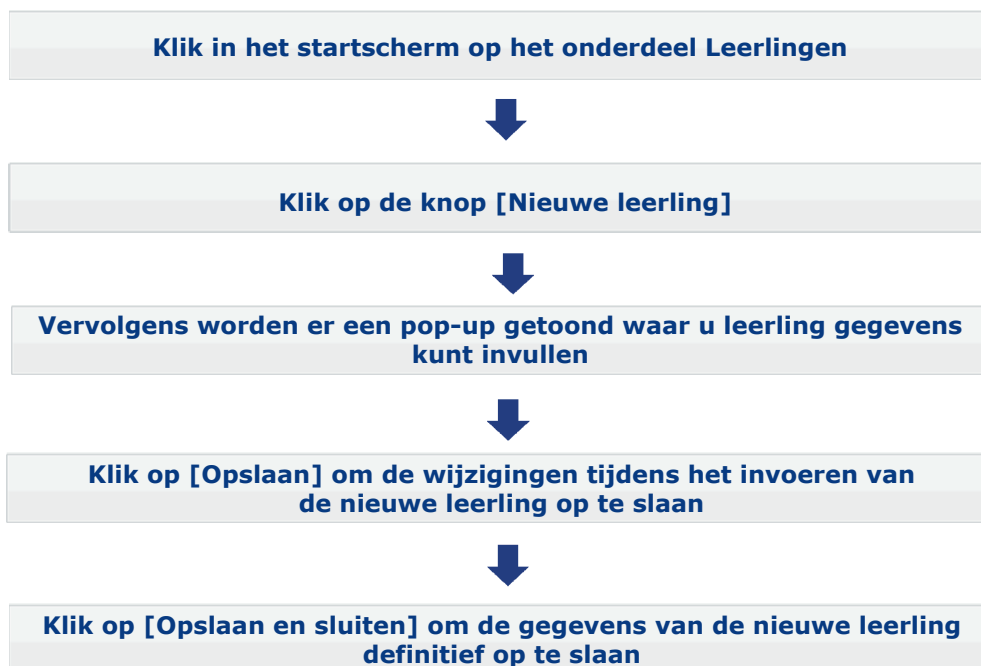 Klik in het startscherm op het onderdeel Leerlingen
Klik op de knop [Nieuwe leerling]
Vervolgens worden er een pop-up getoond waar u leerling gegevens
kunt invullen
Klik op [Opslaan] om de wijzigingen tijdens het invoeren van
de nieuwe leerling op te slaan
Klik op [Opslaan en sluiten] om de gegevens van de nieuwe leerling
definitief op te slaan